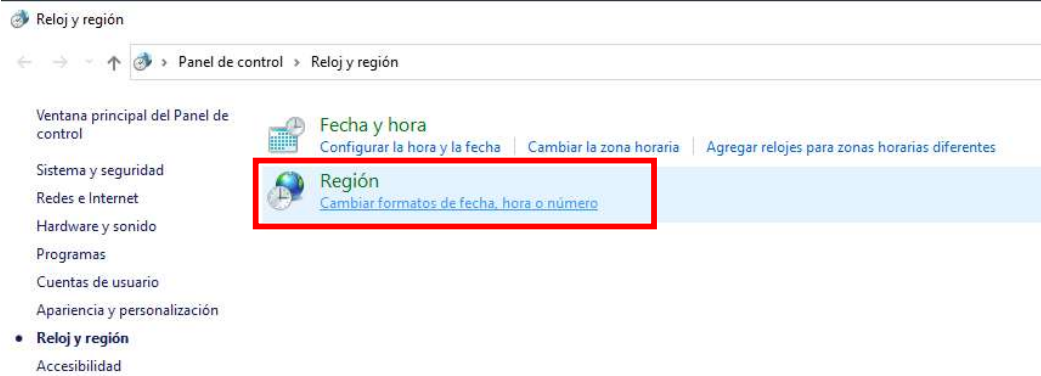 Reloj y región
Panel de control > Reloj y región
Ventana principal del Panel de
control
Sistema y seguridad
Redes e Internet
Hardware y sonido
Programas
Cuentas de usuario
Apariencia y personalización
Reloj y región
Accesibilidad
Fecha y hora
Configurar la hora y la fecha | Cambiar la zona horaria | Agregar relojes para zonas horarias diferentes
Región
Cambiar formatos de fecha, hora o número